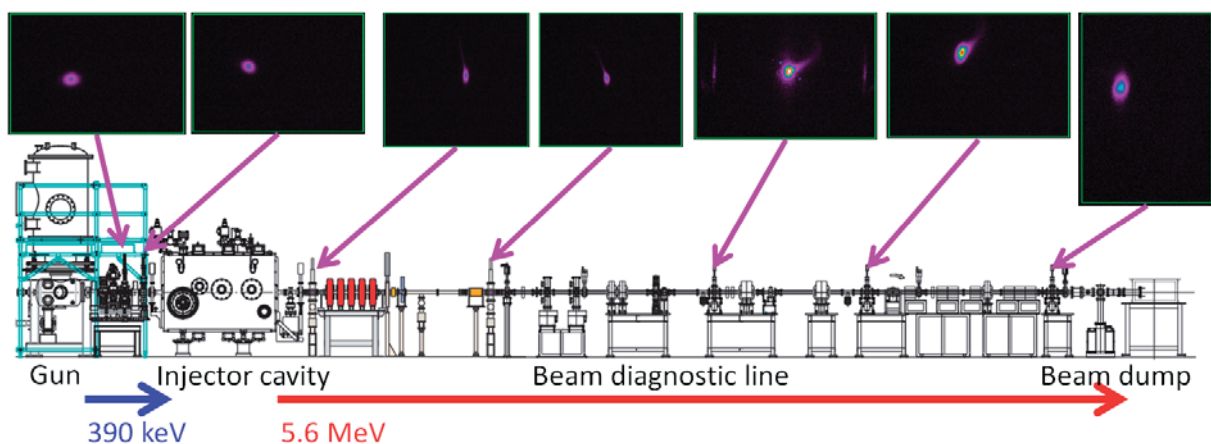 Gun
Injector cavity
Beam diagnostic line
Beam dump
390 keV
5.6 MeV